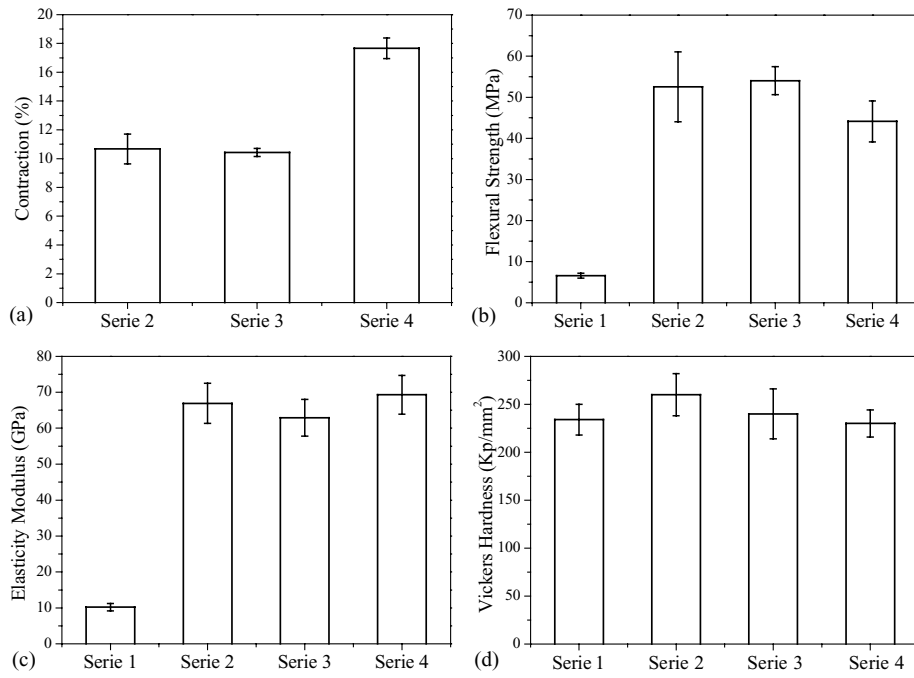 20
18
16
14
12
10
8
6
4
2
0
Contraction (%)
Serie 2 Serie 3 Serie 4
(a)
70
60
50
40
30
20
10
0
Flexural Strength (MPa)
Serie 1 Serie 2 Serie 3 Serie 4
(b)
80
70
60
50
40
30
20
10
0
Elasticity Modulus (GPa)
Serie 1 Serie 2 Serie 3 Serie 4
(c)
300
250
200
150
100
50
0
Vickers Hardness (Kp/mm²)
Serie 1 Serie 2 Serie 3 Serie 4
(d)